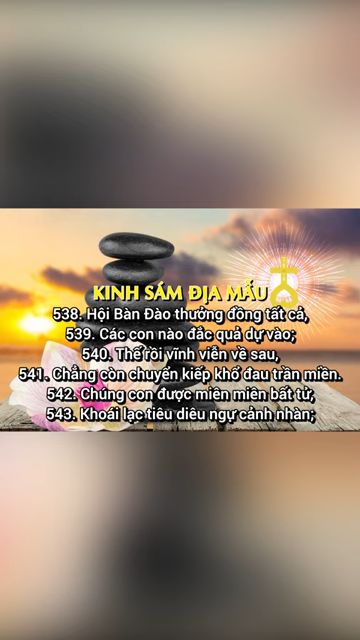 KINH SÁM ĐỊA MẪU
538. Hội Bàn Đào thưởng đồng tất cả,
539. Các con nào đắc quả dự vào;
540. Thế rồi vĩnh viễn về sau,
541. Chẳng còn chuyển kiếp khổ đau trần miền.
542. Chúng con được miên miên bất tử,
543. Khoái lạc tiêu diêu ngự cảnh nhàn;